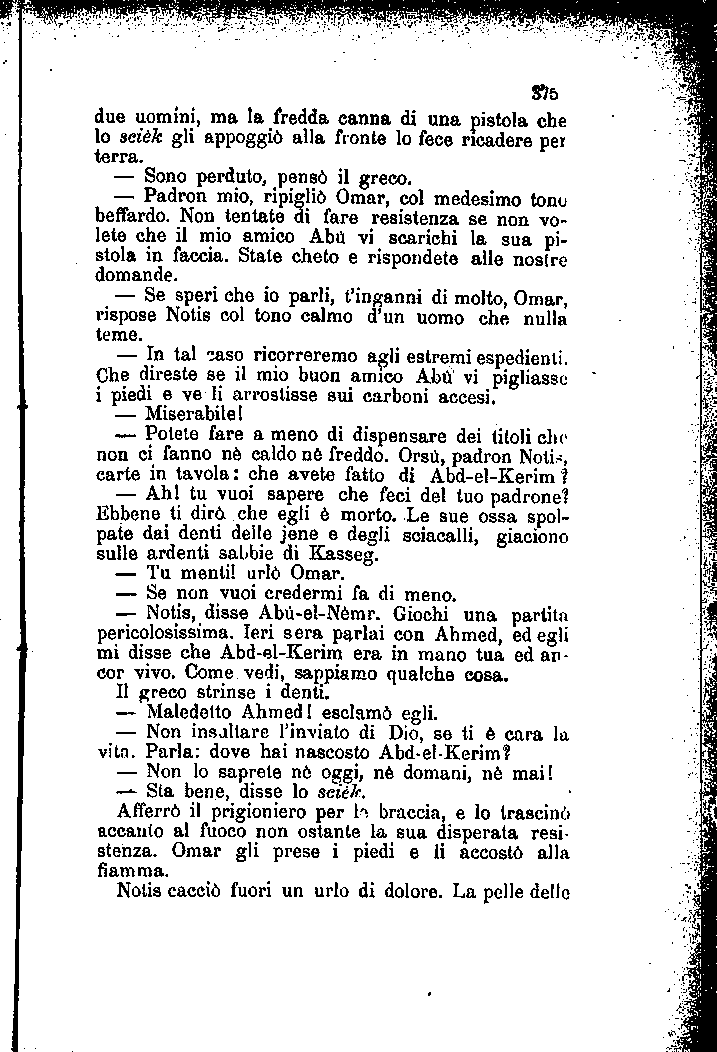 375
due uomini, ma la fredda canna di una pistola che
lo scièk gli appoggiò alla fronte lo fece ricadere per
terra.
— Sono perduto, pensò il greco.
— Padron mio, ripigliò Omar, col medesimo tono
beffardo. Non tentate di fare resistenza se non vo-
lete che il mio amico Abù vi scarichi la sua pi-
stola in faccia. State cheto e rispondete alle nostre
domande.
— Se speri che io parli, t'inganni di molto, Omar,
rispose Notis col tono calmo d'un uomo che nulla
teme.
— In tal caso ricorreremo agli estremi espedienti.
Che direste se il mio buon amico Abù vi pigliasse
i piedi e ve li arrostisse sui carboni accesi.
— Miserabile!
— Potete fare a meno di dispensare dei titoli che
non ci fanno nè caldo nè freddo. Orsù, padron Notis,
carte in tavola: che avete fatto di Abd-el-Kerim?
— Ah! tu vuoi sapere che feci del tuo padrone?
Ebbene ti dirò che egli è morto. Le sue ossa spol-
pate dai denti delle jene e degli sciacalli, giaciono
sulle ardenti sabbie di Kasseg.
— Tu menti! urlò Omar.
— Se non vuoi credermi fa di meno.
— Notis, disse Abù-el-Nèmr. Giochi una partita
pericolosissima. Ieri sera parlai con Ahmed, ed egli
mi disse che Abd-el-Kerim era in mano tua ed an-
cor vivo. Come vedi, sappiamo qualche cosa.
Il greco strinse i denti.
— Maledetto Ahmed! esclamò egli.
— Non insultare l'inviato di Dio, se ti è cara la
vita. Parla: dove hai nascosto Abd-el-Kerim?
— Non lo saprete nè oggi, nè domani, nè mai!
— Sta bene, disse lo scièk.
Afferrò il prigioniero per le braccia, e lo trascinò
accanto al fuoco non ostante la sua disperata resi-
stenza. Omar gli prese i piedi e li accostò alla
fiamma.
Notis cacciò fuori un urlo di dolore. La pelle delle